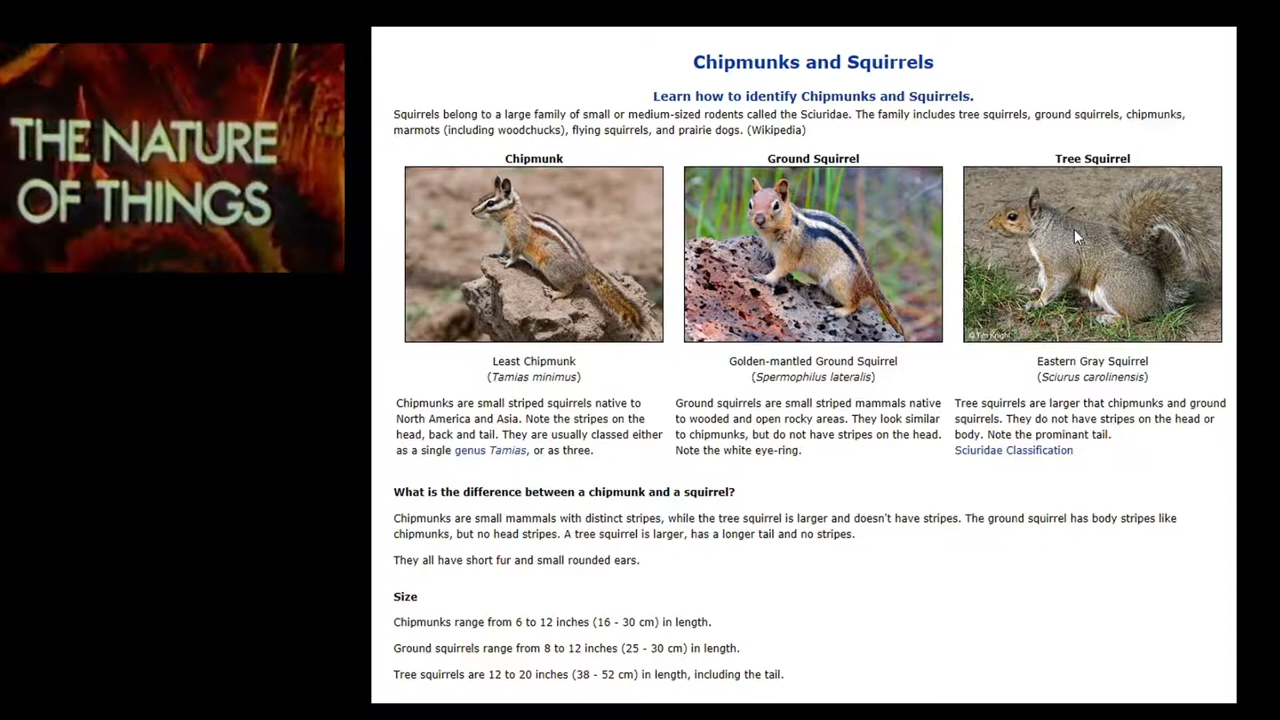 THE NATURE
OF THINGS
Chipmunks and Squirrels
Learn how to identify Chipmunks and Squirrels.
Squirrels belong to a large family of small or medium-sized rodents called the Sciuridae. The family includes tree squirrels, ground squirrels, chipmunks,
marmots (including woodchucks), flying squirrels, and prairie dogs. (Wikipedia)
Chipmunk
Least Chipmunk
(Tamias minimus)
Chipmunks are small striped squirrels native to
North America and Asia. Note the stripes on the
head, back and tail. They are usually classed either
as a single genus Tamias, or as three.
Ground Squirrel
Golden-mantled Ground Squirrel
(Spermophilus lateralis)
Ground squirrels are small striped mammals native
to wooded and open rocky areas. They look similar
to chipmunks, but do not have stripes on the head.
Note the white eye-ring.
Tree Squirrel
© Tim Knight
Eastern Gray Squirrel
(Sciurus carolinensis)
Tree squirrels are larger that chipmunks and ground
squirrels. They do not have stripes on the head or
body. Note the prominant tail.
Sciuridae Classification
What is the difference between a chipmunk and a squirrel?
Chipmunks are small mammals with distinct stripes, while the tree squirrel is larger and doesn't have stripes. The ground squirrel has body stripes like
chipmunks, but no head stripes. A tree squirrel is larger, has a longer tail and no stripes.
They all have short fur and small rounded ears.
Size
Chipmunks range from 6 to 12 inches (16 - 30 cm) in length.
Ground squirrels range from 8 to 12 inches (25 - 30 cm) in length.
Tree squirrels are 12 to 20 inches (38 - 52 cm) in length, including the tail.